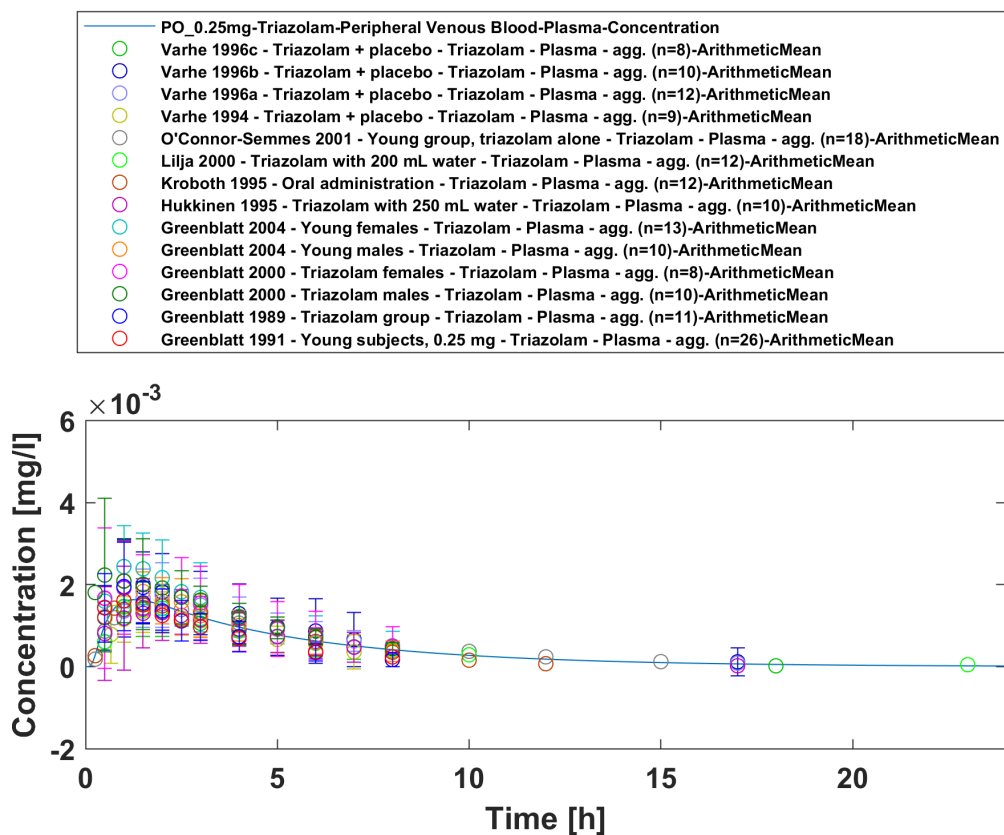 PO_0.25mg-Triazolam-Peripheral Venous Blood-Plasma-Concentration
Varhe 1996c - Triazolam + placebo - Triazolam - Plasma - agg. (n=8)-ArithmeticMean
Varhe 1996b - Triazolam + placebo - Triazolam - Plasma - agg. (n=10)-ArithmeticMean
Varhe 1996a - Triazolam + placebo - Triazolam - Plasma - agg. (n=12)-ArithmeticMean
Varhe 1994 - Triazolam + placebo - Triazolam - Plasma - agg. (n=9)-ArithmeticMean
O'Connor-Semmes 2001 - Young group, triazolam alone - Triazolam - Plasma - agg. (n=18)-ArithmeticMean
Lilja 2000 - Triazolam with 200 mL water - Triazolam - Plasma - agg. (n=12)-ArithmeticMean
Kroboth 1995 - Oral administration - Triazolam - Plasma - agg. (n=12)-ArithmeticMean
Hukkinen 1995 - Triazolam with 250 mL water - Triazolam - Plasma - agg. (n=10)-ArithmeticMean
Greenblatt 2004 - Young females - Triazolam - Plasma - agg. (n=13)-ArithmeticMean
Greenblatt 2004 - Young males - Triazolam - Plasma - agg. (n=10)-ArithmeticMean
Greenblatt 2000 - Triazolam females - Triazolam - Plasma - agg. (n=8)-ArithmeticMean
Greenblatt 2000 - Triazolam males - Triazolam - Plasma - agg. (n=10)-ArithmeticMean
Greenblatt 1989 - Triazolam group - Triazolam - Plasma - agg. (n=11)-ArithmeticMean
Greenblatt 1991 - Young subjects, 0.25 mg - Triazolam - Plasma - agg. (n=26)-ArithmeticMean
×10⁻³
6
4
2
0
-2
Concentration [mg/l]
0 5 10 15 20
Time [h]